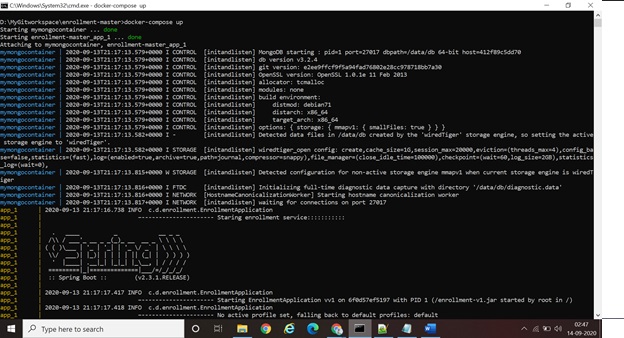 C:\Windows\System32\cmd.exe - docker-compose up
D:\MyGitworkspace\enrollment-master>docker-compose up
Starting mymongocontainer ... done
Starting enrollment-master_app_1 ... done
Attaching to mymongocontainer, enrollment-master_app_1
mymongocontainer | 2020-09-13T21:17:13.579+0000 I CONTROL  [initandlisten] MongoDB starting : pid=1 port=27017 dbpath=/data/db 64-bit host=412f89c5dd70
mymongocontainer | 2020-09-13T21:17:13.579+0000 I CONTROL  [initandlisten] db version v3.2.4
mymongocontainer | 2020-09-13T21:17:13.579+0000 I CONTROL  [initandlisten] git version: e2ee9ffcf9f5a94fad76802e28cc978718bb7a30
mymongocontainer | 2020-09-13T21:17:13.579+0000 I CONTROL  [initandlisten] OpenSSL version: OpenSSL 1.0.1e 11 Feb 2013
mymongocontainer | 2020-09-13T21:17:13.579+0000 I CONTROL  [initandlisten] allocator: tcmalloc
mymongocontainer | 2020-09-13T21:17:13.579+0000 I CONTROL  [initandlisten] modules: none
mymongocontainer | 2020-09-13T21:17:13.579+0000 I CONTROL  [initandlisten] build environment:
mymongocontainer | 2020-09-13T21:17:13.579+0000 I CONTROL  [initandlisten]     distmod: debian71
mymongocontainer | 2020-09-13T21:17:13.579+0000 I CONTROL  [initandlisten]     distarch: x86_64
mymongocontainer | 2020-09-13T21:17:13.579+0000 I CONTROL  [initandlisten]     target_arch: x86_64
mymongocontainer | 2020-09-13T21:17:13.579+0000 I CONTROL  [initandlisten] options: { storage: { mmapv1: { smallFiles: true } } }
mymongocontainer | 2020-09-13T21:17:13.582+0000 I -        [initandlisten] Detected data files in /data/db created by the 'wiredTiger' storage engine, so setting the active
storage engine to 'wiredTiger'.
mymongocontainer | 2020-09-13T21:17:13.582+0000 I STORAGE  [initandlisten] wiredtiger_open config: create,cache_size=1G,session_max=20000,eviction=(threads_max=4),config_ba
se=false,statistics=(fast),log=(enabled=true,archive=true,path=journal,compressor=snappy),file_manager=(close_idle_time=100000),checkpoint=(wait=60,log_size=2GB),statistics
_log=(wait=0),
mymongocontainer | 2020-09-13T21:17:13.815+0000 W STORAGE  [initandlisten] Detected configuration for non-active storage engine mmapv1 when current storage engine is wiredT
iger
mymongocontainer | 2020-09-13T21:17:13.816+0000 I FTDC     [initandlisten] Initializing full-time diagnostic data capture with directory '/data/db/diagnostic.data'
mymongocontainer | 2020-09-13T21:17:13.816+0000 I NETWORK  [HostnameCanonicalizationWorker] Starting hostname canonicalization worker
mymongocontainer | 2020-09-13T21:17:13.816+0000 I NETWORK  [initandlisten] waiting for connections on port 27017
app_1 | 2020-09-13 21:17:16.738 INFO  c.d.enrollment.EnrollmentApplication
app_1 | ---------------------- Staring enrollment service:::::::::::
app_1 |
app_1 | Spring
app_1 | :: Spring Boot ::        (v2.3.1.RELEASE)
app_1 |
app_1 | 2020-09-13 21:17:17.417 INFO  c.d.enrollment.EnrollmentApplication
app_1 | ---------------------- Starting EnrollmentApplication vv1 on 6f0d57ef5197 with PID 1 (/enrollment-v1.jar started by root in /)
app_1 | 2020-09-13 21:17:17.418 INFO  c.d.enrollment.EnrollmentApplication
app_1 | ---------------------- No active profile set, falling back to default profiles: default
Type here to search
02:47
14-09-2020